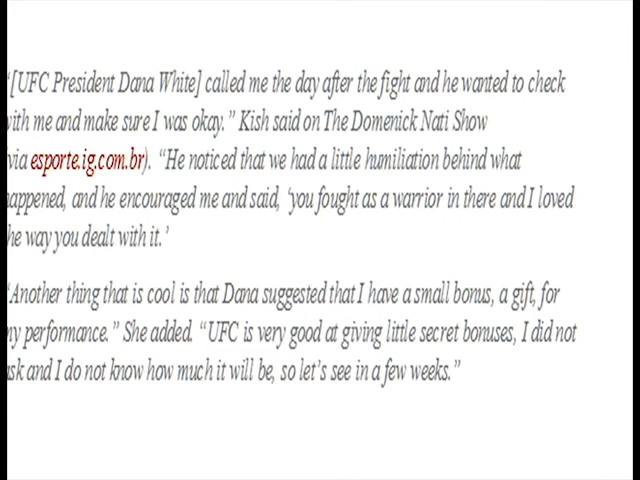 “[UFC President Dana White] called me the day after the fight and he wanted to check
with me and make sure I was okay.” Kish said on The Domenick Nati Show
(via esporte.ig.com.br). “He noticed that we had a little humiliation behind what
happened, and he encouraged me and said, ‘you fought as a warrior in there and I loved
the way you dealt with it.’
“Another thing that is cool is that Dana suggested that I have a small bonus, a gift, for
my performance.” She added. “UFC is very good at giving little secret bonuses, I did not
ask and I do not know how much it will be, so let’s see in a few weeks.”